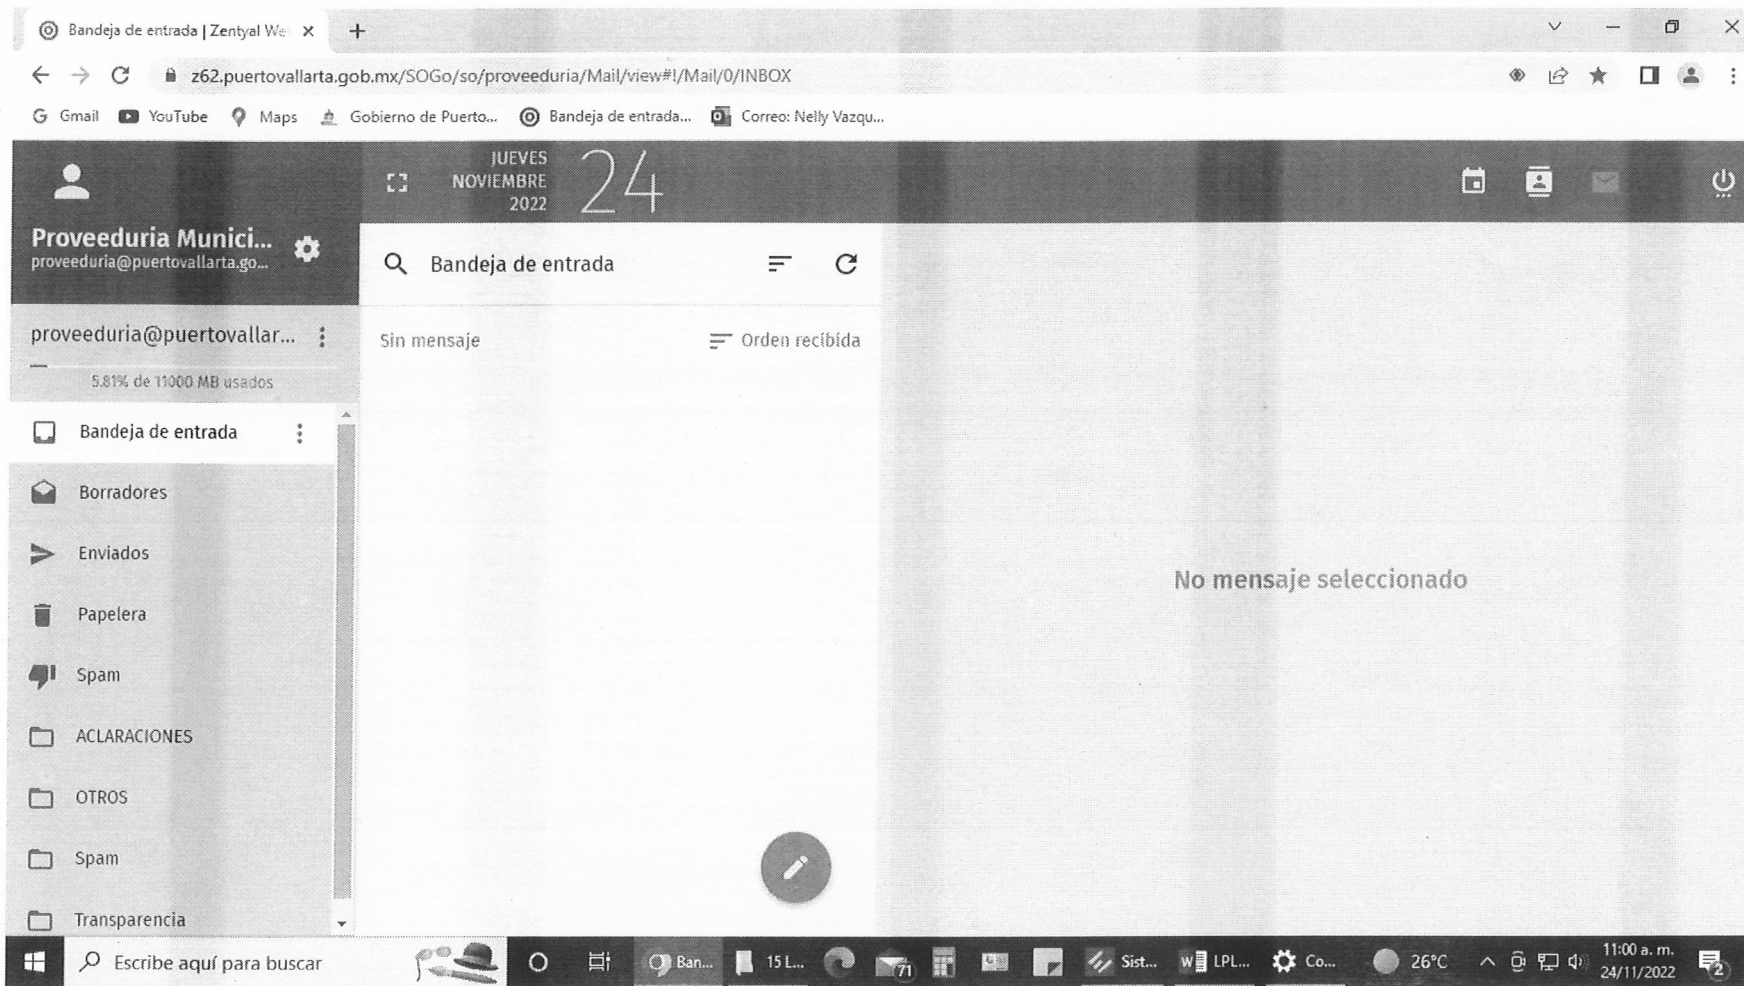 Bandeja de entrada | Zentyal We
z62.puertovallarta.gob.mx/SOGo/so/proveeduria/Mail/view#!/Mail/0/INBOX
G Gmail YouTube Maps Gobierno de Puerto... Bandeja de entrada... Correo: Nelly Vazqu...
JUEVES
NOVIEMBRE
2022
24
Proveeduria Munici...
proveeduria@puertovallarta.go...
Bandeja de entrada
proveeduria@puertovallar...
5.81% de 11000 MB usados
Sin mensaje
Orden recibida
Bandeja de entrada
Borradores
Enviados
Papelera
Spam
ACLARACIONES
OTROS
Spam
Transparencia
No mensaje seleccionado
Escribe aquí para buscar
Ban...
15 L...
71
Sist...
LPL...
Co...
26°C
11:00 a. m.
24/11/2022
2